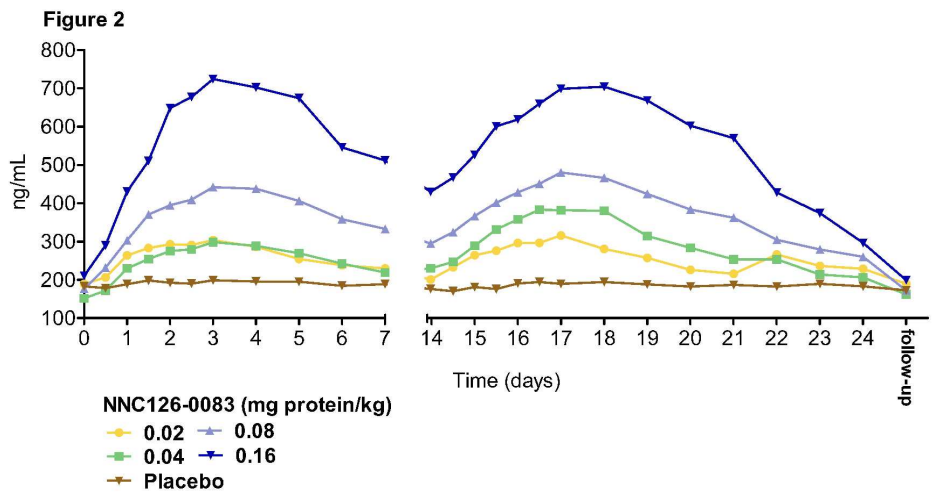 Figure 2
800
700
600
500
400
300
200
100
ng/mL
0 1 2 3 4 5 6 7 14 15 16 17 18 19 20 21 22 23 24 follow-up
Time (days)
NNC126-0083 (mg protein/kg)
0.02 0.08
0.04 0.16
Placebo